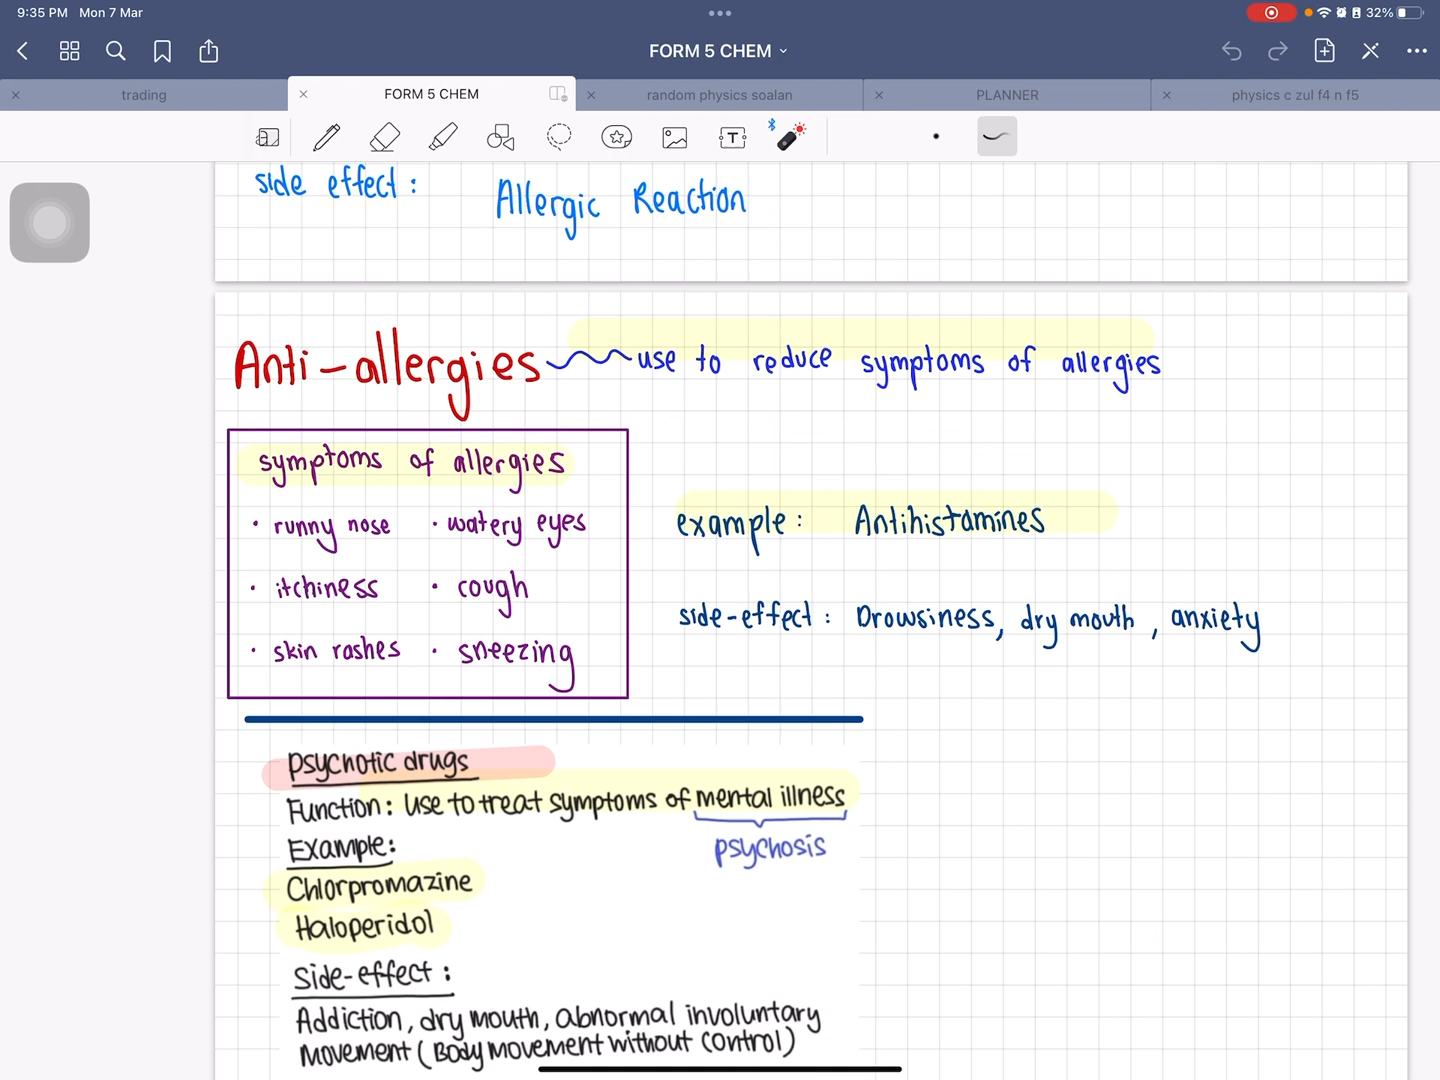 9:35 PM Mon 7 Mar
32%
FORM 5 CHEM
trading
FORM 5 CHEM
random physics soalan
PLANNER
physics c zul f4 n f5
T
side effect :
Allergic Reaction
Anti-allergies use to reduce symptoms of allergies
symptoms of allergies
• runny nose • watery eyes
• itchiness • cough
• skin rashes • sneezing
example : Antihistamines
side-effect : Drowsiness, dry mouth, anxiety
Psychotic drugs
Function: Use to treat symptoms of mental illness
psychosis
Example:
Chlorpromazine
Haloperidol
Side-effect :
Addiction, dry mouth, abnormal involuntary
movement (Body movement without control)